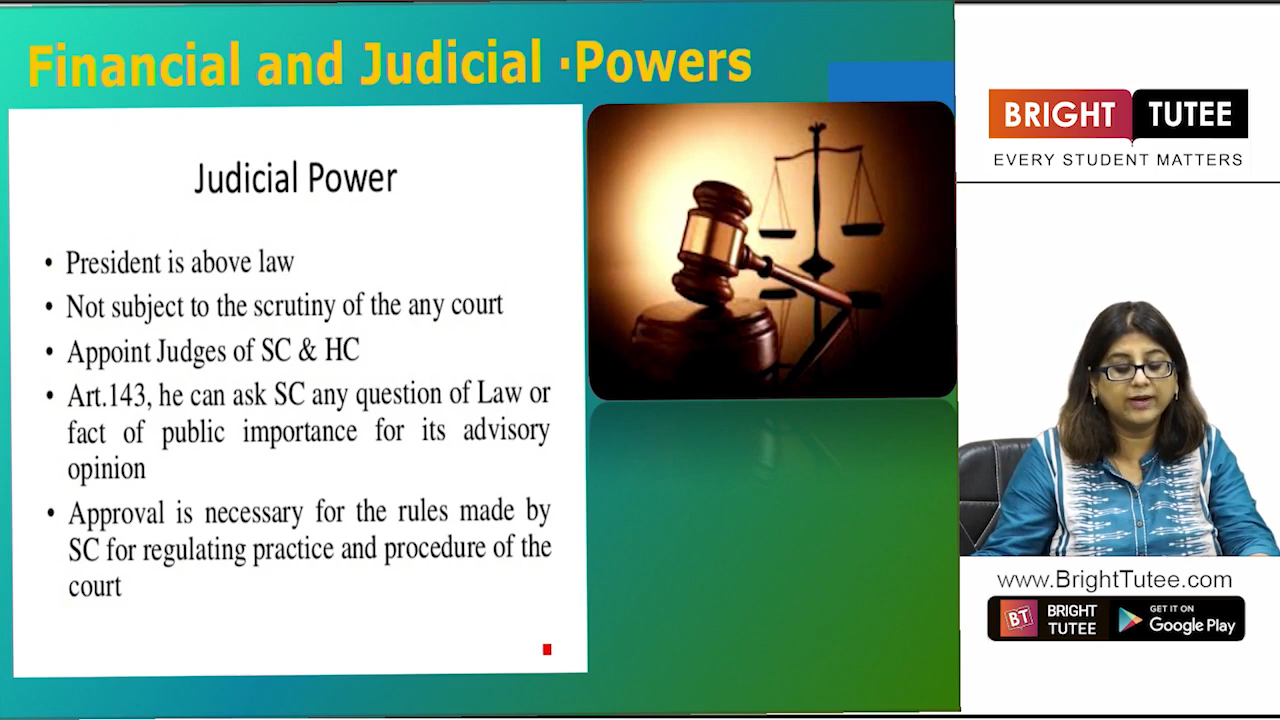 Financial and Judicial ·Powers
Judicial Power
• President is above law
• Not subject to the scrutiny of the any court
• Appoint Judges of SC & HC
• Art.143, he can ask SC any question of Law or
fact of public importance for its advisory
opinion
• Approval is necessary for the rules made by
SC for regulating practice and procedure of the
court
BRIGHT TUTEE
EVERY STUDENT MATTERS
www.BrightTutee.com
BT
BRIGHT
TUTEE
GET IT ON
Google Play